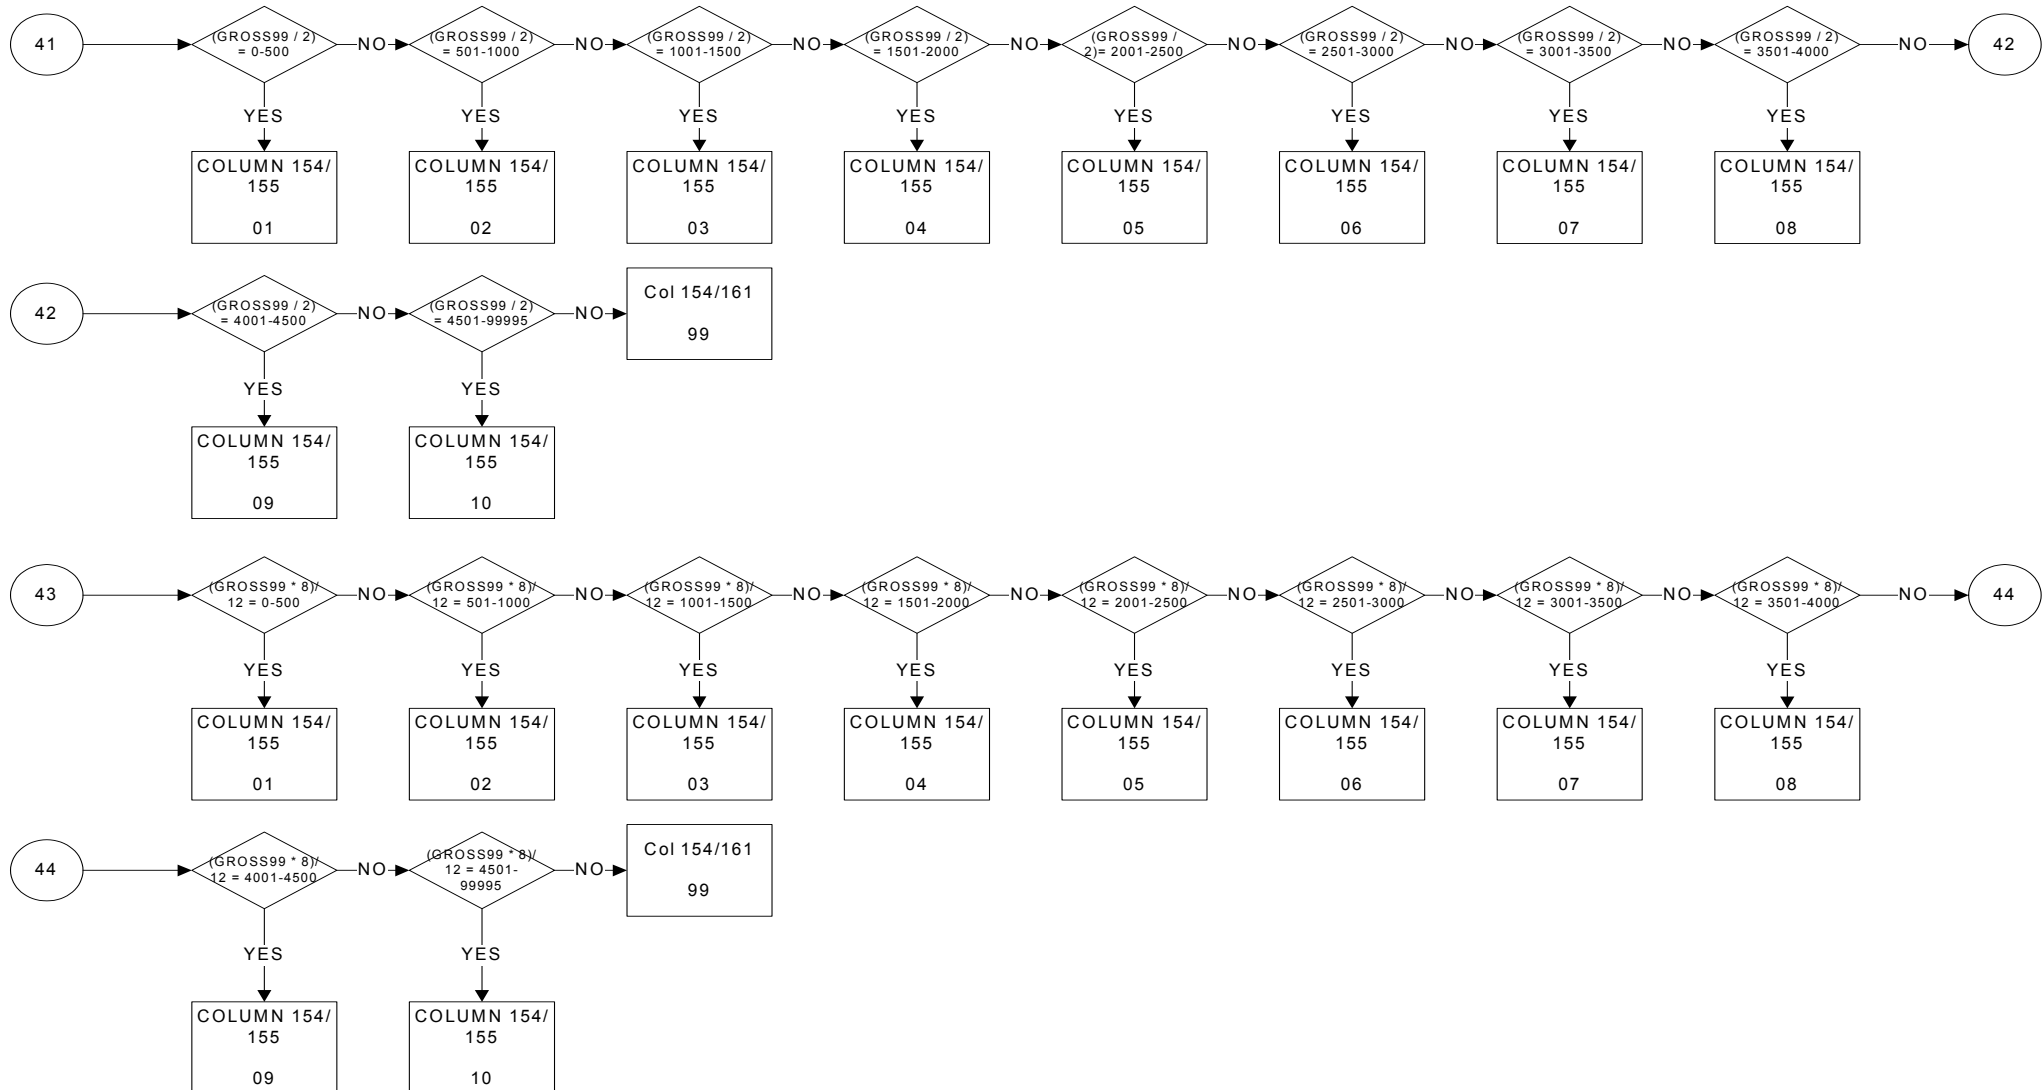 41
(GROSS99 / 2)
= 0-500
NO
(GROSS99 / 2)
= 501-1000
NO
(GROSS99 / 2)
= 1001-1500
NO
(GROSS99 / 2)
= 1501-2000
NO
(GROSS99 /
2)= 2001-2500
NO
(GROSS99 / 2)
= 2501-3000
NO
(GROSS99 / 2)
= 3001-3500
NO
(GROSS99 / 2)
= 3501-4000
NO
42
YES
YES
YES
YES
YES
YES
YES
YES
COLUMN 154/
155
01
COLUMN 154/
155
02
COLUMN 154/
155
03
COLUMN 154/
155
04
COLUMN 154/
155
05
COLUMN 154/
155
06
COLUMN 154/
155
07
COLUMN 154/
155
08
42
(GROSS99 / 2)
= 4001-4500
NO
(GROSS99 / 2)
= 4501-99995
NO
Col 154/161
99
YES
YES
COLUMN 154/
155
09
COLUMN 154/
155
10
43
(GROSS99 * 8)/
12 = 0-500
NO
(GROSS99 * 8)/
12 = 501-1000
NO
(GROSS99 * 8)/
12 = 1001-1500
NO
(GROSS99 * 8)/
12 = 1501-2000
NO
(GROSS99 * 8)/
12 = 2001-2500
NO
(GROSS99 * 8)/
12 = 2501-3000
NO
(GROSS99 * 8)/
12 = 3001-3500
NO
(GROSS99 * 8)/
12 = 3501-4000
NO
44
YES
YES
YES
YES
YES
YES
YES
YES
COLUMN 154/
155
01
COLUMN 154/
155
02
COLUMN 154/
155
03
COLUMN 154/
155
04
COLUMN 154/
155
05
COLUMN 154/
155
06
COLUMN 154/
155
07
COLUMN 154/
155
08
44
(GROSS99 * 8)/
12 = 4001-4500
NO
(GROSS99 * 8)/
12 = 4501-
99995
NO
Col 154/161
99
YES
YES
COLUMN 154/
155
09
COLUMN 154/
155
10